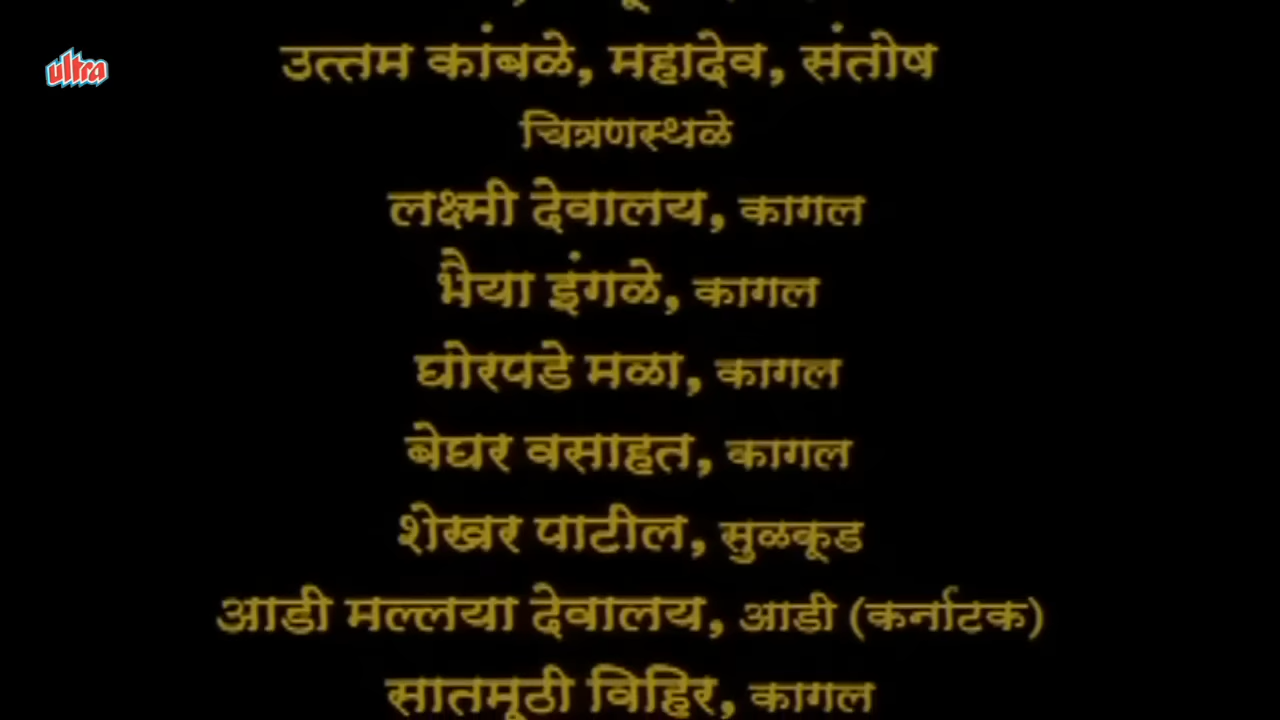 ultra
उत्तम कांबळे, महादेव, संतोष
चित्रणस्थळे
लक्ष्मी देवालय, कागल
भैया इंगळे, कागल
घोरपडे मळा, कागल
बेघर वसाहत, कागल
शेखर पाटील, सुळकूड
आडी मल्लया देवालय, आडी (कर्नाटक)
सातमूठी विहिर, कागल